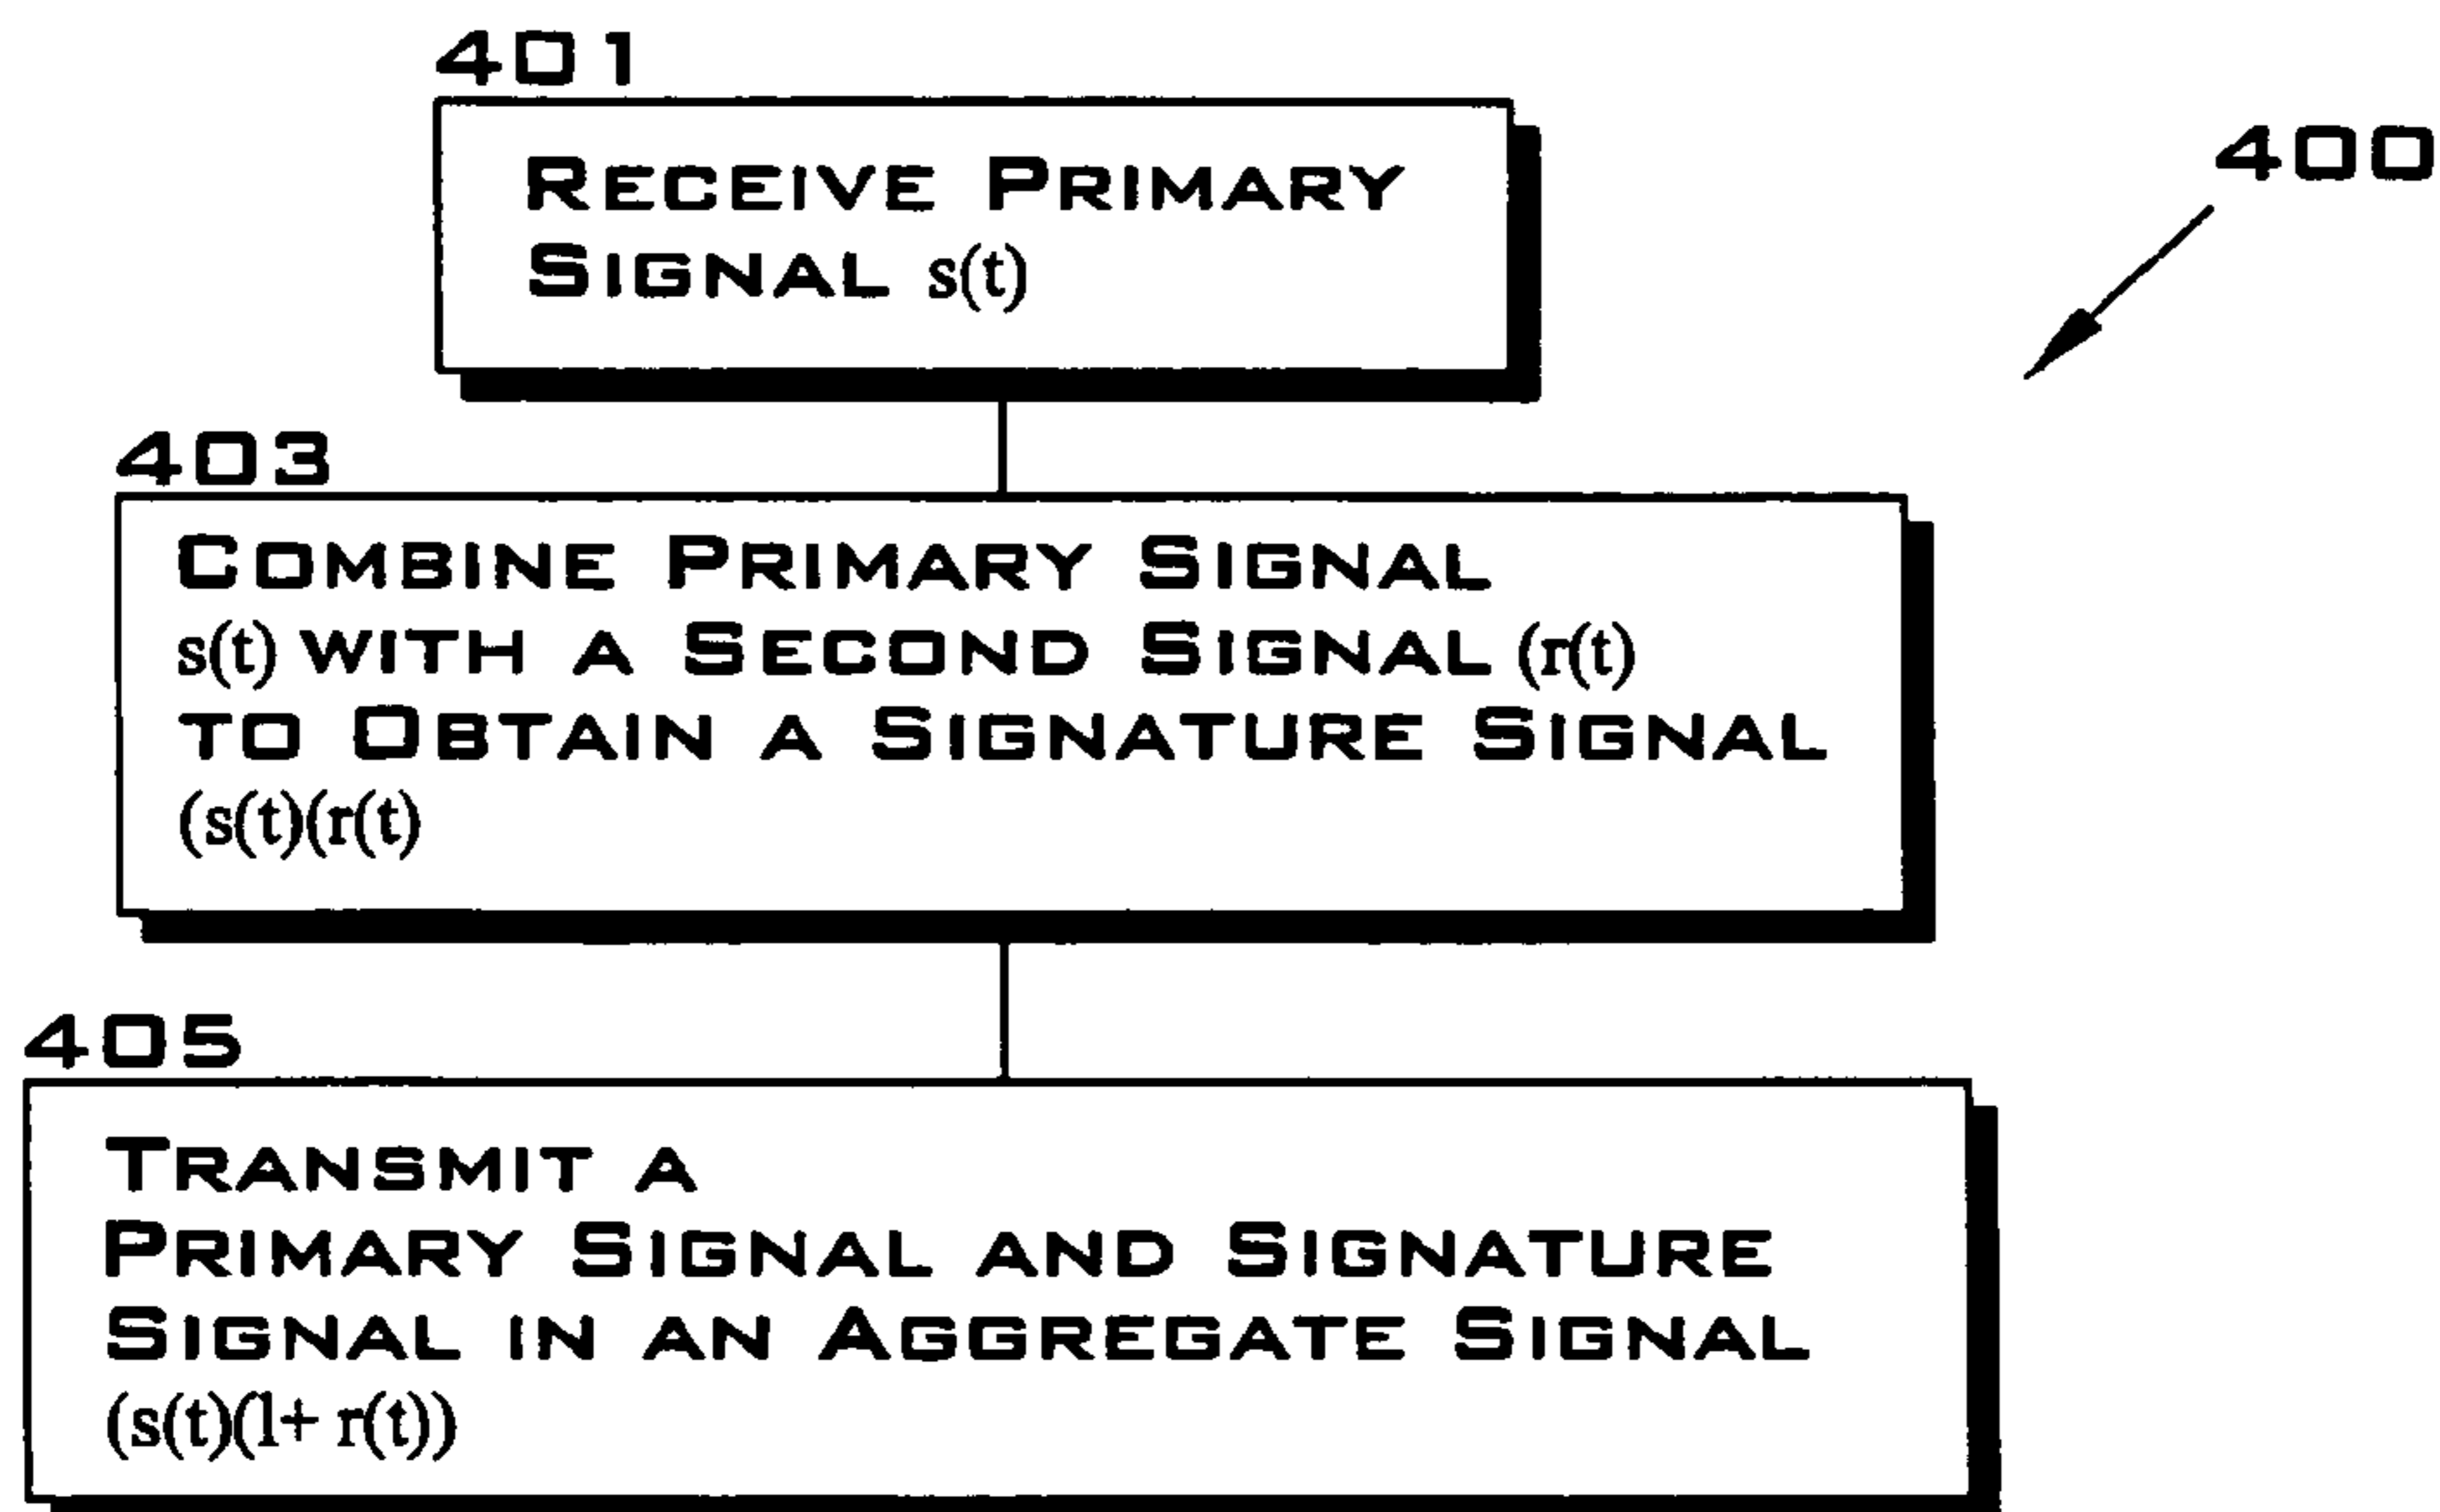 401
RECEIVE PRIMARY
SIGNAL s(t)
400
403
COMBINE PRIMARY SIGNAL
s(t) WITH A SECOND SIGNAL (r(t)
TO OBTAIN A SIGNATURE SIGNAL
(s(t)(r(t)
405
TRANSMIT A
PRIMARY SIGNAL AND SIGNATURE
SIGNAL IN AN AGGREGATE SIGNAL
(s(t)(1+ r(t))